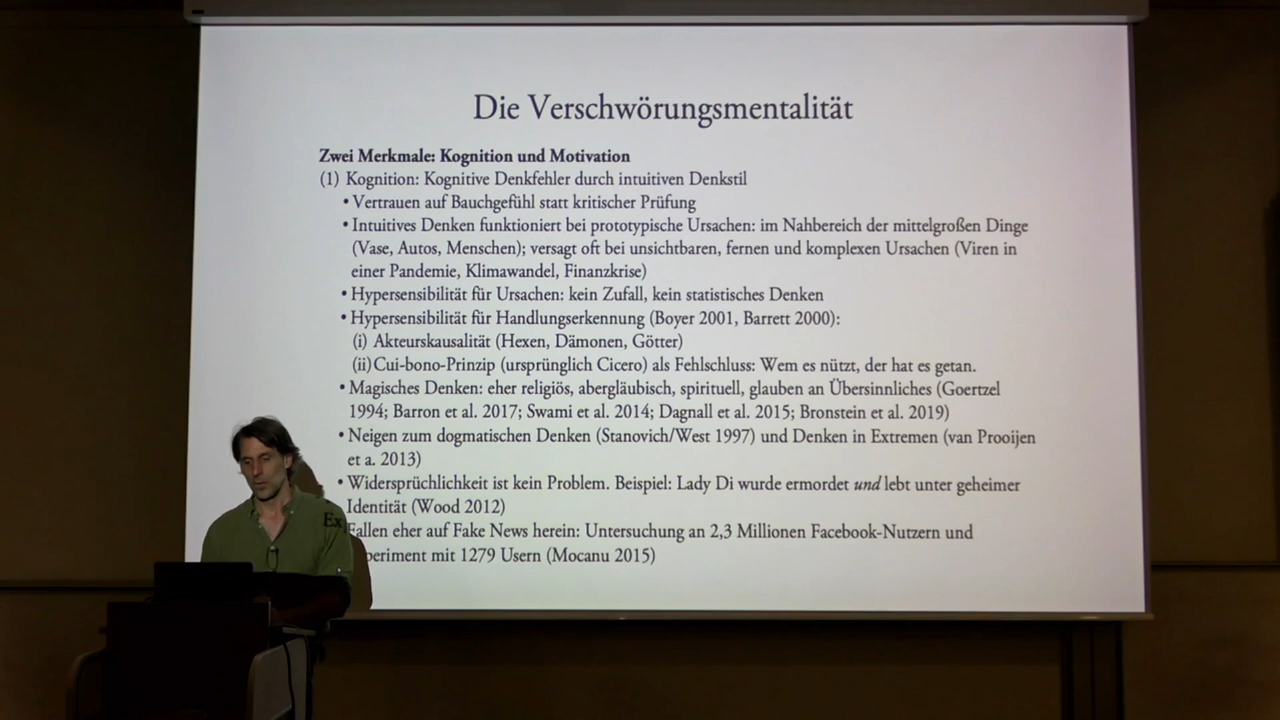 Die Verschwörungsmentalität
Zwei Merkmale: Kognition und Motivation
(1) Kognition: Kognitive Denkfehler durch intuitiven Denkstil
• Vertrauen auf Bauchgefühl statt kritischer Prüfung
• Intuitives Denken funktioniert bei prototypische Ursachen: im Nahbereich der mittelgroßen Dinge
(Vase, Autos, Menschen); versagt oft bei unsichtbaren, fernen und komplexen Ursachen (Viren in
einer Pandemie, Klimawandel, Finanzkrise)
• Hypersensibilität für Ursachen: kein Zufall, kein statistisches Denken
• Hypersensibilität für Handlungserkennung (Boyer 2001, Barrett 2000):
(i) Akteurskausalität (Hexen, Dämonen, Götter)
(ii) Cui-bono-Prinzip (ursprünglich Cicero) als Fehlschluss: Wem es nützt, der hat es getan.
• Magisches Denken: eher religiös, abergläubisch, spirituell, glauben an Übersinnliches (Goertzel
1994; Barron et al. 2017; Swami et al. 2014; Dagnall et al. 2015; Bronstein et al. 2019)
• Neigen zum dogmatischen Denken (Stanovich/West 1997) und Denken in Extremen (van Prooijen
et a. 2013)
• Widersprüchlichkeit ist kein Problem. Beispiel: Lady Di wurde ermordet und lebt unter geheimer
Identität (Wood 2012)
Fallen eher auf Fake News herein: Untersuchung an 2,3 Millionen Facebook-Nutzern und
Experiment mit 1279 Usern (Mocanu 2015)